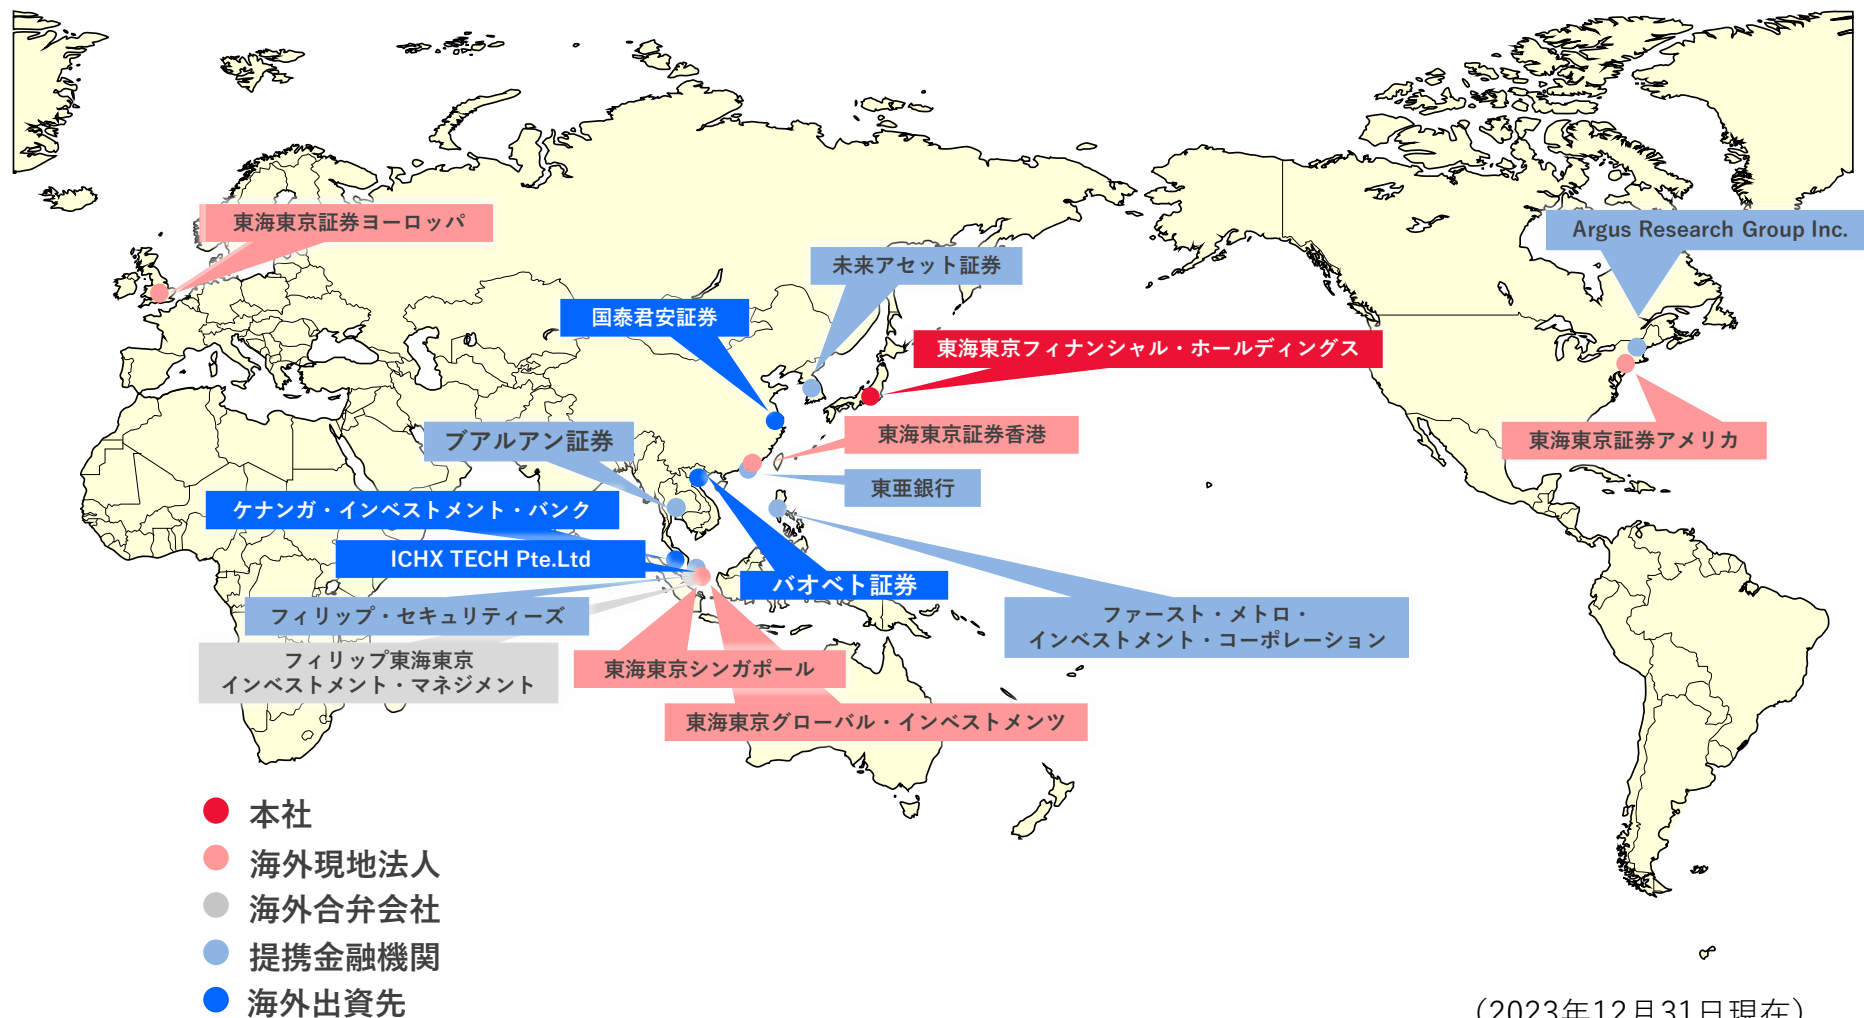 東海東京証券ヨーロッパ
Argus Research Group Inc.
未来アセット証券
国泰君安証券
東海東京フィナンシャル・ホールディングス
東海東京証券香港
ブアルアン証券
東海東京証券アメリカ
東亜銀行
ケナンガ・インベストメント・バンク
ICHX TECH Pte.Ltd
バオベト証券
フィリップ・セキュリティーズ
ファースト・メトロ・
インベストメント・コーポレーション
フィリップ東海東京
インベストメント・マネジメント
東海東京シンガポール
東海東京グローバル・インベストメンツ
本社
海外現地法人
海外合弁会社
提携金融機関
海外出資先
（2023年12月31日現在）